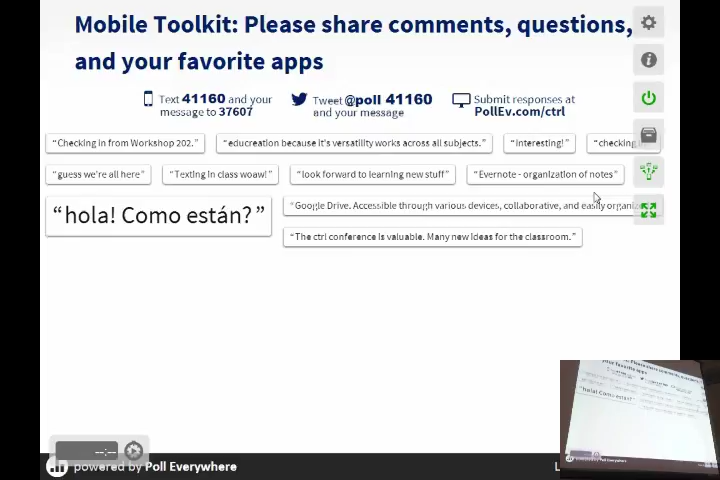 Mobile Toolkit: Please share comments, questions,
and your favorite apps
Text 41160 and your
message to 37607
Tweet @poll 41160
and your message
Submit responses at
PollEv.com/ctrl
"Checking in from Workshop 202."
"educreation because it's versatility works across all subjects."
"Interesting!"
"checking
"guess we're all here"
"Texting in class woaw!"
"look forward to learning new stuff"
"Evernote - organization of notes"
"hola! Como están?"
"Google Drive. Accessible through various devices, collaborative, and easily
"The ctrl conference is valuable. Many new ideas for the classroom."
--:--
powered by Poll Everywhere
"hola! Como están?"